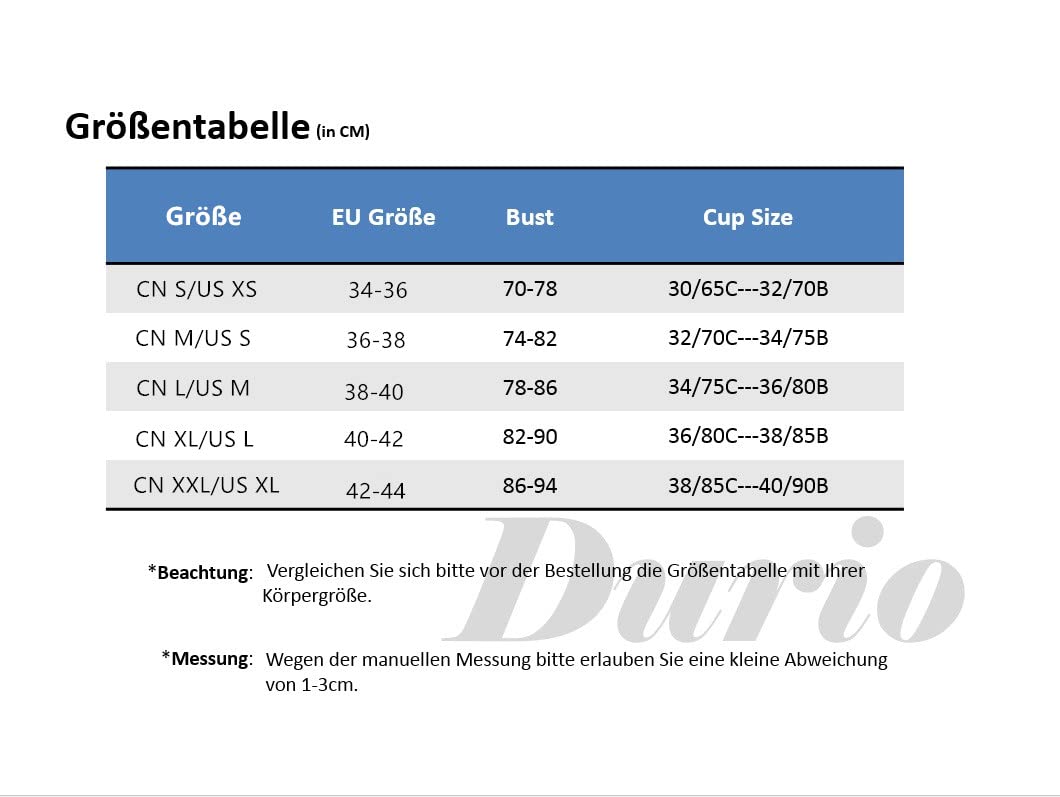 Größentabelle (in CM)
Größe EU Größe Bust Cup Size
CN S/US XS 34-36 70-78 30/65C---32/70B
CN M/US S 36-38 74-82 32/70C---34/75B
CN L/US M 38-40 78-86 34/75C---36/80B
CN XL/US L 40-42 82-90 36/80C---38/85B
CN XXL/US XL 42-44 86-94 38/85C---40/90B
Durio
*Beachtung: Vergleichen Sie sich bitte vor der Bestellung die Größentabelle mit Ihrer
Körpergröße.
*Messung: Wegen der manuellen Messung bitte erlauben Sie eine kleine Abweichung
von 1-3cm.